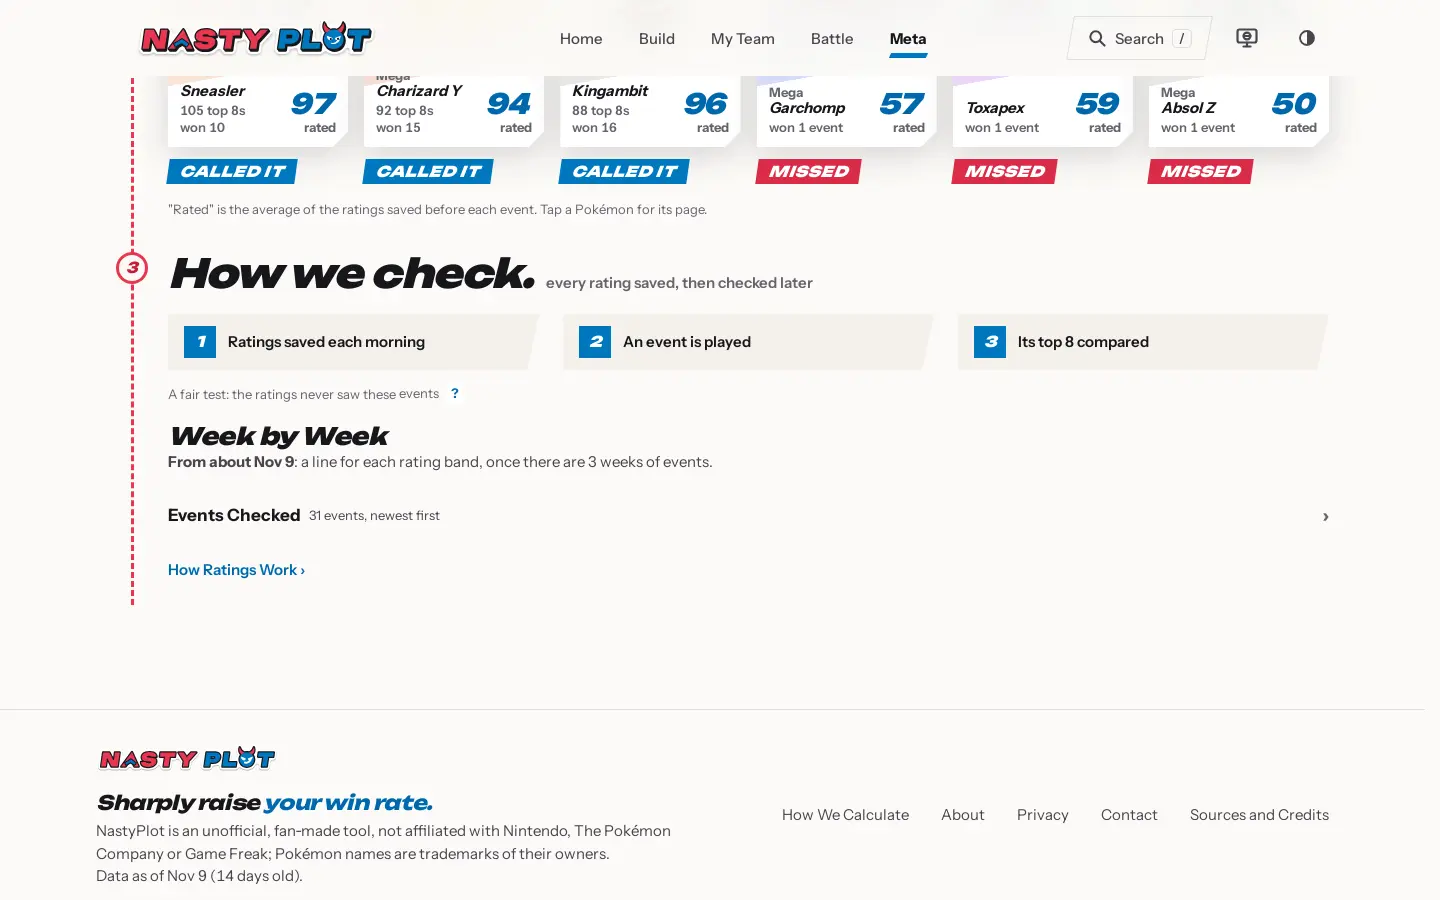 NASTY PLOT
Home
Build
My Team
Battle
Meta
Search /
Sneasler
105 top 8s
won 10
97
rated
CALLED IT
Mega
Charizard Y
92 top 8s
won 15
94
rated
CALLED IT
Kingambit
88 top 8s
won 16
96
rated
CALLED IT
Mega
Garchomp
won 1 event
57
rated
MISSED
Toxapex
won 1 event
59
rated
MISSED
Mega
Absol Z
won 1 event
50
rated
MISSED
"Rated" is the average of the ratings saved before each event. Tap a Pokémon for its page.
3
How we check. every rating saved, then checked later
1 Ratings saved each morning
2 An event is played
3 Its top 8 compared
A fair test: the ratings never saw these events ?
Week by Week
From about Nov 9: a line for each rating band, once there are 3 weeks of events.
Events Checked 31 events, newest first ›
How Ratings Work ›
NASTY PLOT
Sharply raise your win rate.
NastyPlot is an unofficial, fan-made tool, not affiliated with Nintendo, The Pokémon
Company or Game Freak; Pokémon names are trademarks of their owners.
Data as of Nov 9 (14 days old).
How We Calculate
About
Privacy
Contact
Sources and Credits